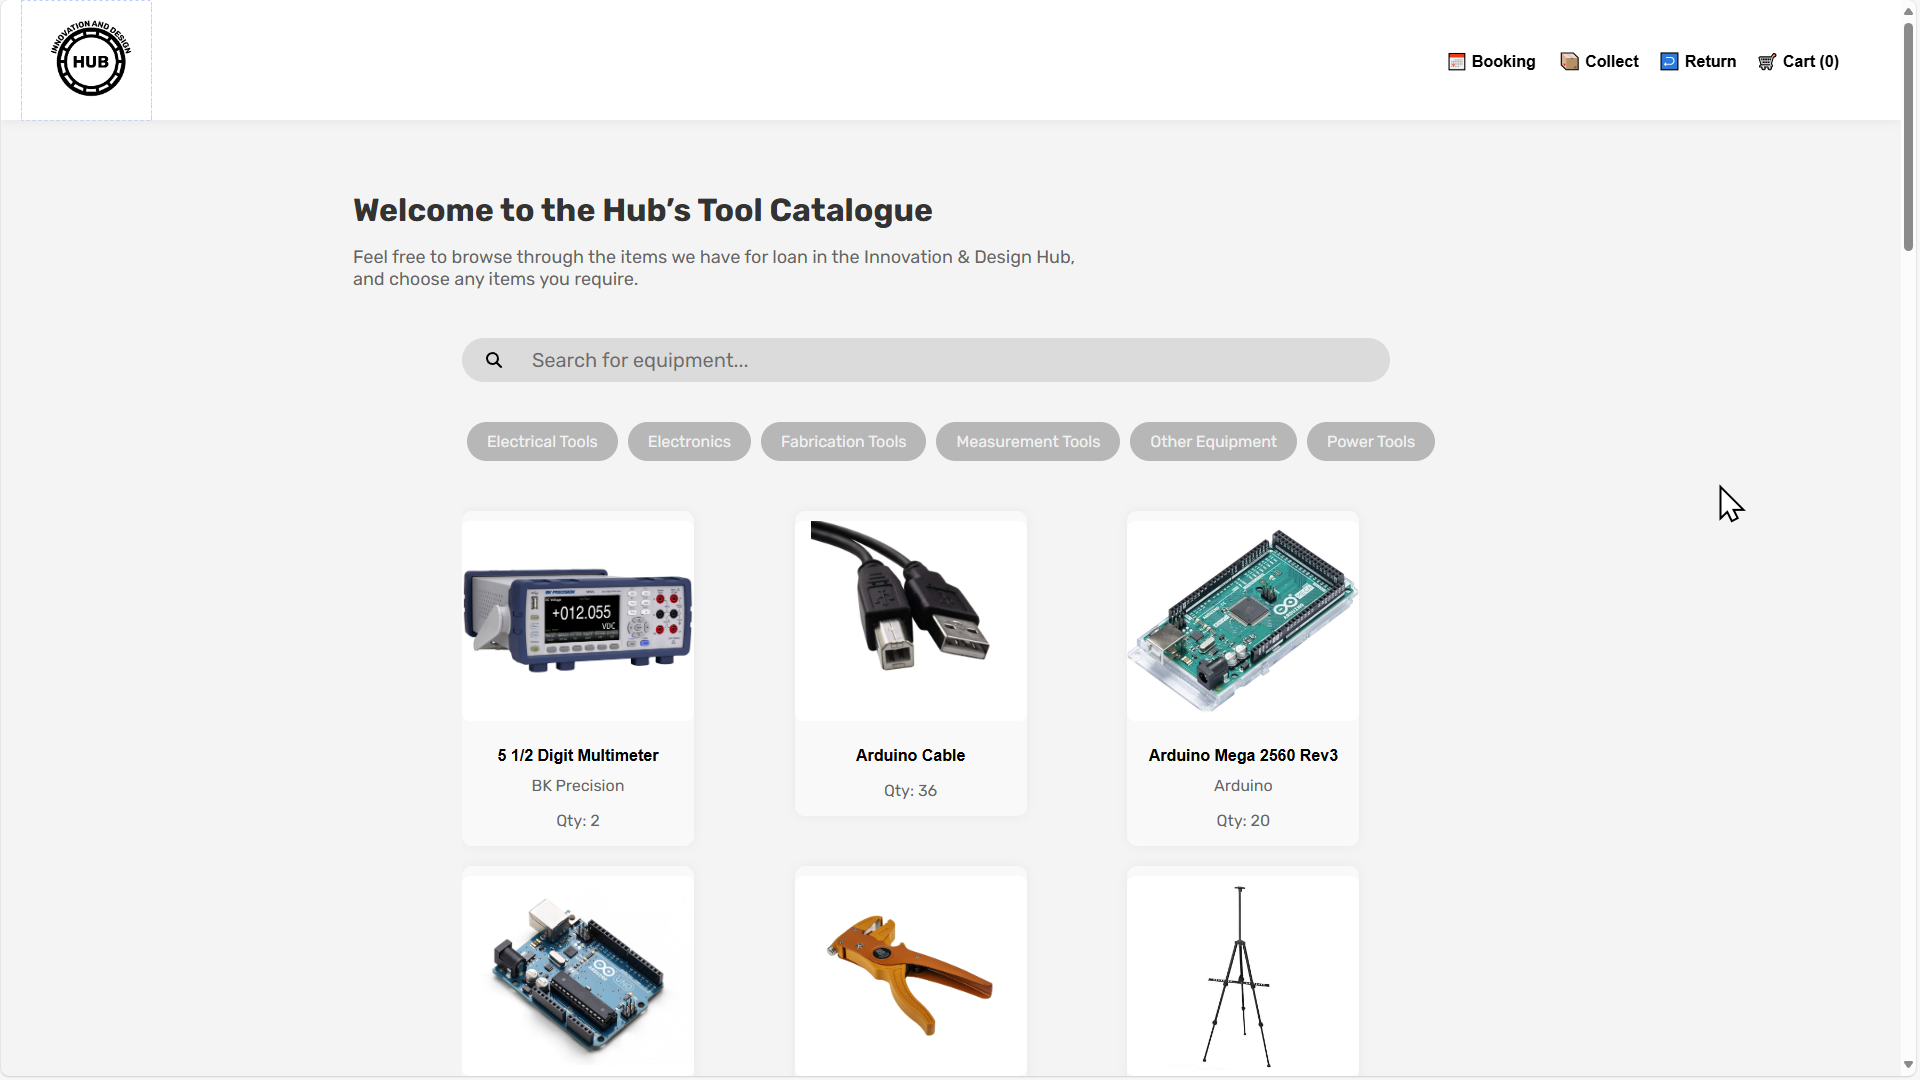 INNOVATION AND DESIGN
HUB
Booking
Collect
Return
Cart (0)
Welcome to the Hub’s Tool Catalogue
Feel free to browse through the items we have for loan in the Innovation & Design Hub,
and choose any items you require.
Search for equipment...
Electrical Tools
Electronics
Fabrication Tools
Measurement Tools
Other Equipment
Power Tools
BK PRECISION
+012.055
VDC
5 1/2 Digit Multimeter
BK Precision
Qty: 2
Arduino Cable
Qty: 36
Arduino Mega 2560 Rev3
Arduino
Qty: 20